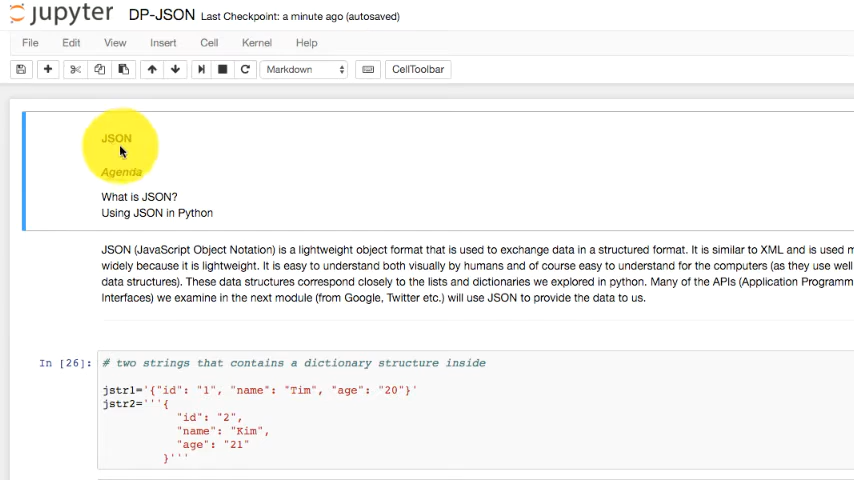 jupyter DP-JSON Last Checkpoint: a minute ago (autosaved)
File Edit View Insert Cell Kernel Help
Markdown CellToolbar
JSON
Agenda
What is JSON?
Using JSON in Python
JSON (JavaScript Object Notation) is a lightweight object format that is used to exchange data in a structured format. It is similar to XML and is used
widely because it is lightweight. It is easy to understand both visually by humans and of course easy to understand for the computers (as they use well
data structures). These data structures correspond closely to the lists and dictionaries we explored in python. Many of the APIs (Application Programm
Interfaces) we examine in the next module (from Google, Twitter etc.) will use JSON to provide the data to us.
In [26]: # two strings that contains a dictionary structure inside
jstr1='{"id": "1", "name": "Tim", "age": "20"}'
jstr2='''{
"id": "2",
"name": "Kim",
"age": "21"
}'''